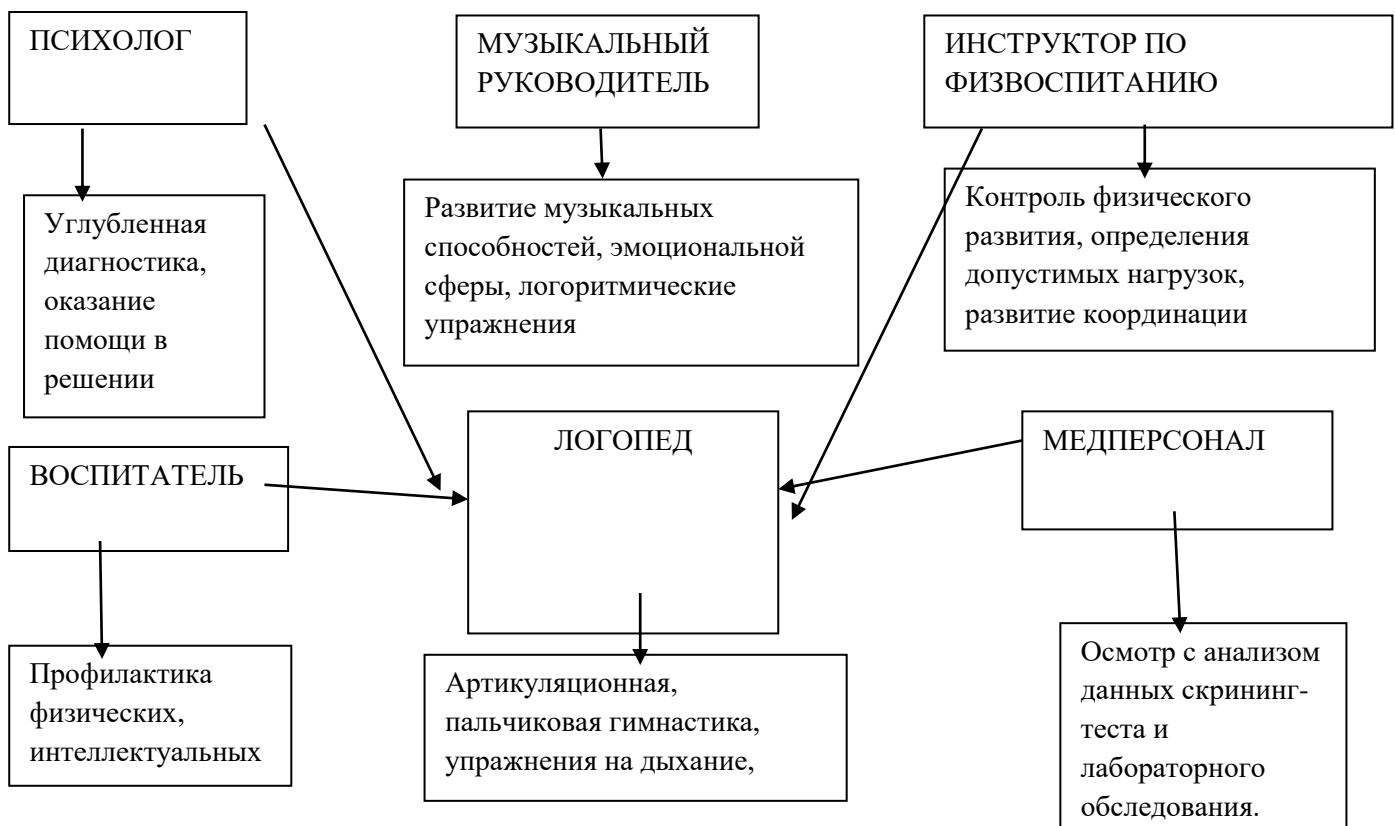 ПСИХОЛОГ
МУЗЫКАЛЬНЫЙ
РУКОВОДИТЕЛЬ
ИНСТРУКТОР ПО
ФИЗВОСПИТАНИЮ
Углубленная
диагностика,
оказание
помощи в
решении
Развитие музыкальных
способностей, эмоциональной
сферы, логоритмические
упражнения
Контроль физического
развития, определения
допустимых нагрузок,
развитие координации
ВОСПИТАТЕЛЬ
ЛОГОПЕД
МЕДПЕРСОНАЛ
Профилактика
физических,
интеллектуальных
Артикуляционная,
пальчиковая гимнастика,
упражнения на дыхание,
Осмотр с анализом
данных скрининг-
теста и
лабораторного
обследования.